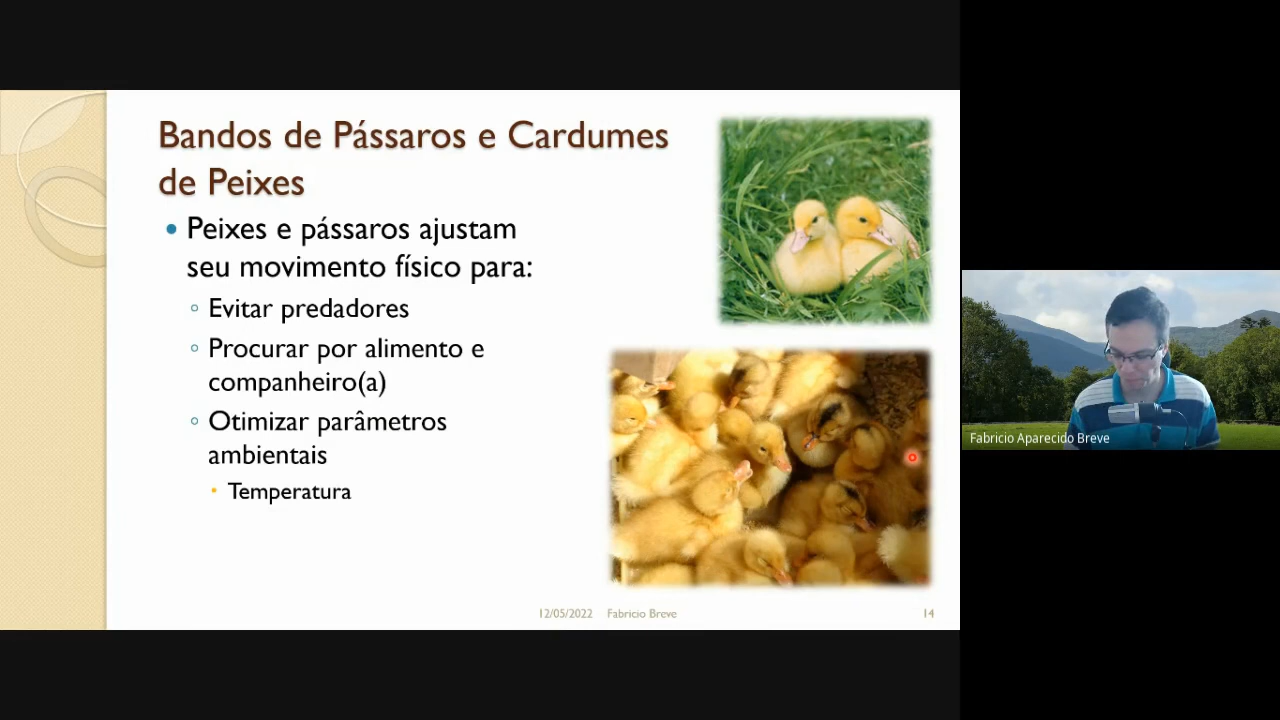 Bandos de Pássaros e Cardumes
de Peixes
• Peixes e pássaros ajustam
seu movimento físico para:
◦ Evitar predadores
◦ Procurar por alimento e
companheiro(a)
◦ Otimizar parâmetros
ambientais
▪ Temperatura
12/05/2022 Fabricio Breve 14
Fabricio Aparecido Breve